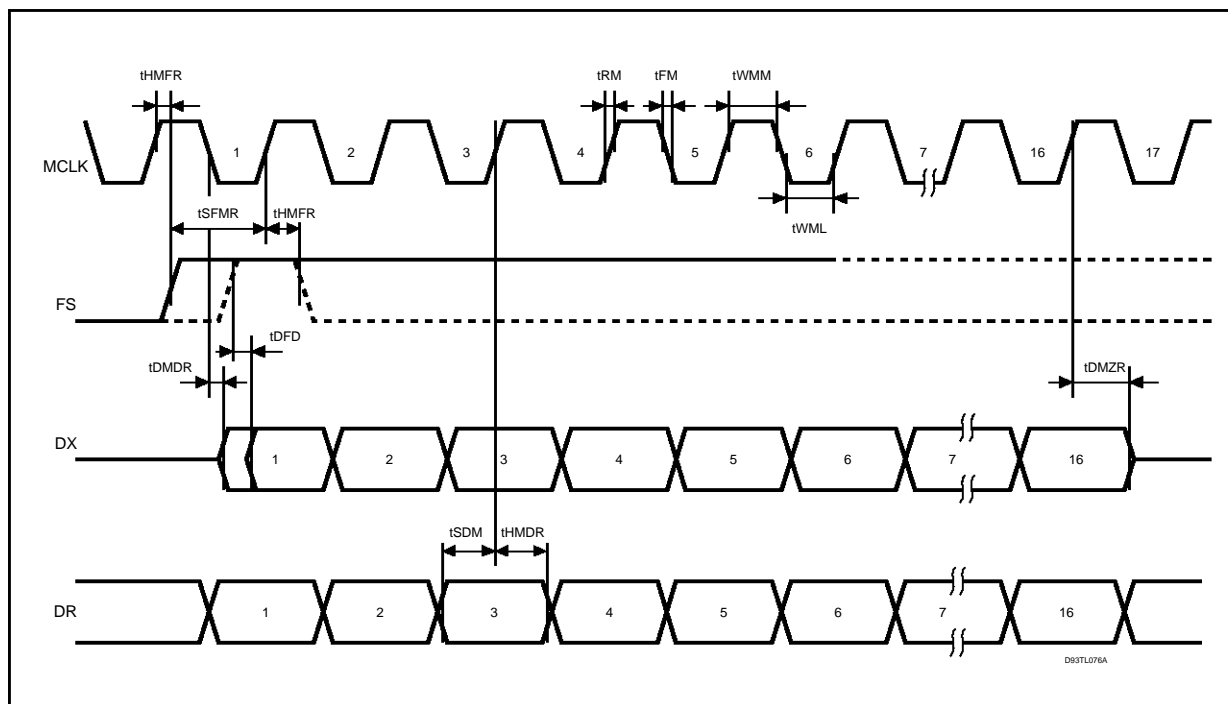 tHMFR tRM tFM tWMM
MCLK 1 2 3 4 5 6 7 16 17
tSFMR tHMFR tWML
FS
tDFD
tDMDR tDMZR
DX 1 2 3 4 5 6 7 16
tSDM tHMDR
DR 1 2 3 4 5 6 7 16
D93TL076A